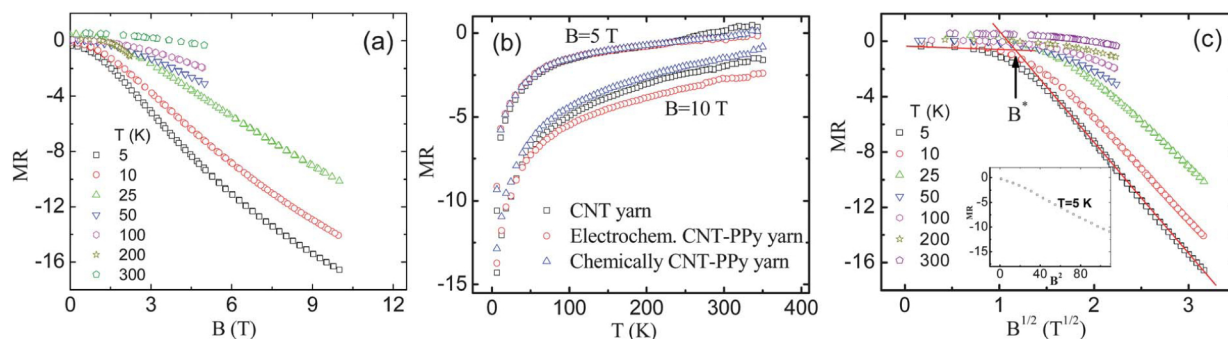 (a)
0
-4
-8
-12
-16
MR
T (K)
5
10
25
50
100
200
300
0 3 6 9 12
B (T)
(b)
B=5 T
B=10 T
0
-5
-10
-15
MR
CNT yarn
Electrochem. CNT-PPy yarn
Chemically CNT-PPy yarn
0 100 200 300 400
T (K)
(c)
B*
0
-4
-8
-12
-16
MR
T (K)
5
10
25
50
100
200
300
0
-5
-10
-15
MR
T=5 K
0 40 80
B²
0 1 2 3
B^1/2 (T^1/2)